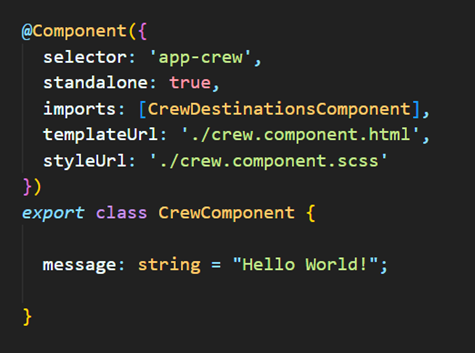 @Component({
  selector: 'app-crew',
  standalone: true,
  imports: [CrewDestinationsComponent],
  templateUrl: './crew.component.html',
  styleUrl: './crew.component.scss'
})
export class CrewComponent {
  message: string = "Hello World!";
}